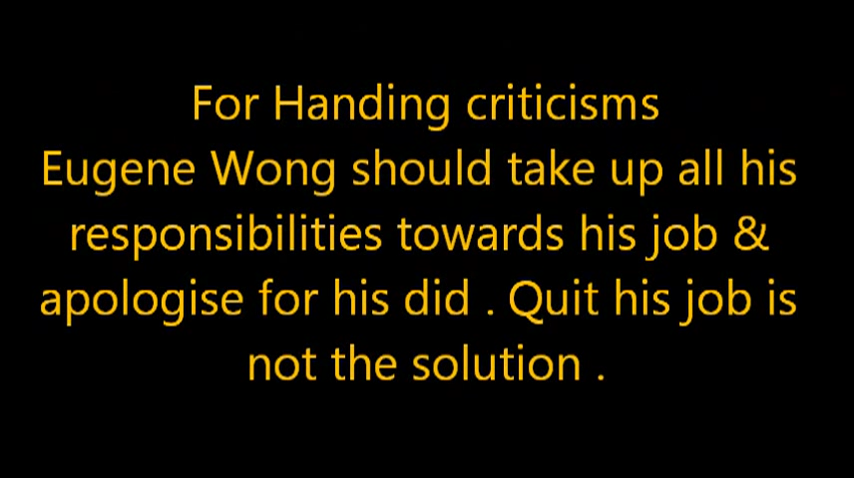 For Handing criticisms
Eugene Wong should take up all his
responsibilities towards his job &
apologise for his did . Quit his job is
not the solution .